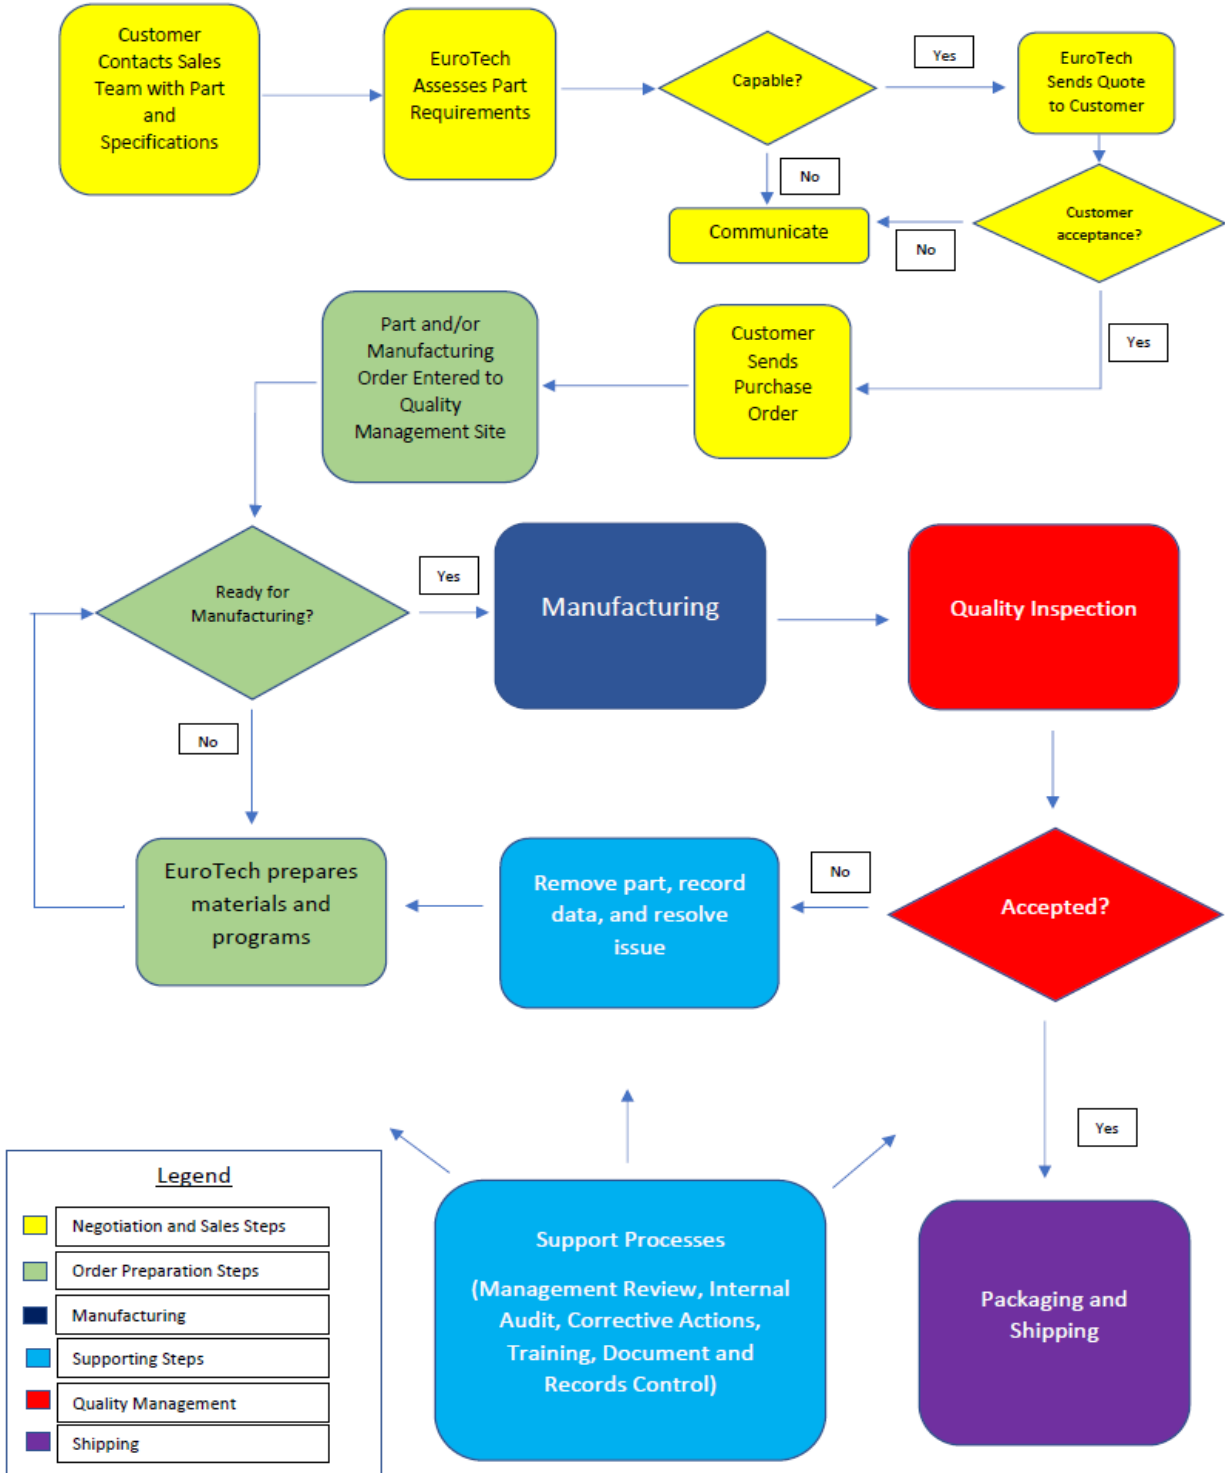 Customer
Contacts Sales
Team with Part
and
Specifications
EuroTech
Assesses Part
Requirements
Capable?
Yes
EuroTech
Sends Quote
to Customer
No
Communicate
No
Customer
acceptance?
Part and/or
Manufacturing
Order Entered to
Quality
Management Site
Customer
Sends
Purchase
Order
Yes
Ready for
Manufacturing?
Yes
Manufacturing
Quality Inspection
No
EuroTech prepares
materials and
programs
Remove part, record
data, and resolve
issue
No
Accepted?
Yes
Legend
Negotiation and Sales Steps
Order Preparation Steps
Manufacturing
Supporting Steps
Quality Management
Shipping
Support Processes
(Management Review, Internal
Audit, Corrective Actions,
Training, Document and
Records Control)
Packaging and
Shipping